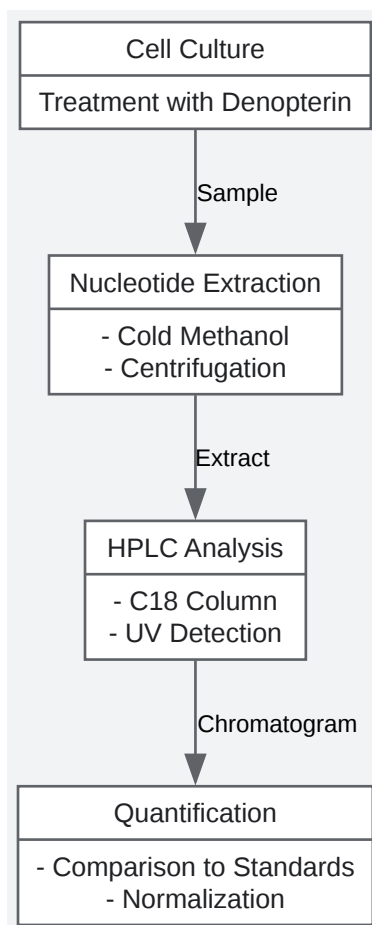 Cell Culture
Treatment with Denopterin
Sample
Nucleotide Extraction
- Cold Methanol
- Centrifugation
Extract
HPLC Analysis
- C18 Column
- UV Detection
Chromatogram
Quantification
- Comparison to Standards
- Normalization